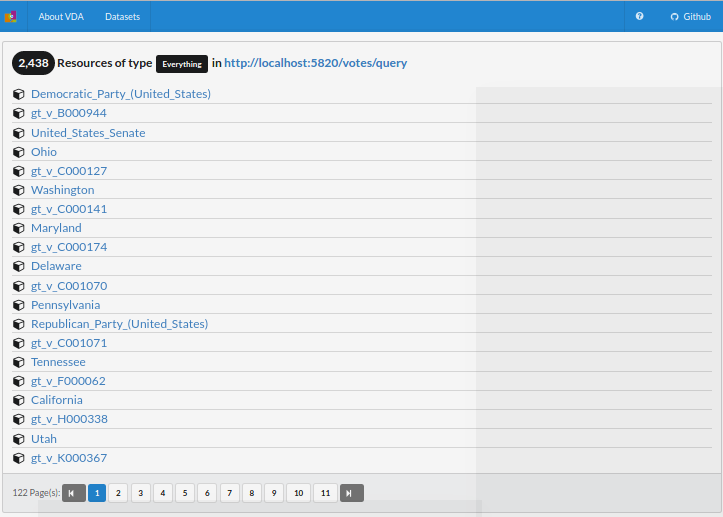 About VDA Datasets Github
2,438 Resources of type Everything in http://localhost:5820/votes/query
Democratic_Party_(United_States)
gt_v_B000944
United_States_Senate
Ohio
gt_v_C000127
Washington
gt_v_C000141
Maryland
gt_v_C000174
Delaware
gt_v_C001070
Pennsylvania
Republican_Party_(United_States)
gt_v_C001071
Tennessee
gt_v_F000062
California
gt_v_H000338
Utah
gt_v_K000367
122 Page(s): 1 2 3 4 5 6 7 8 9 10 11